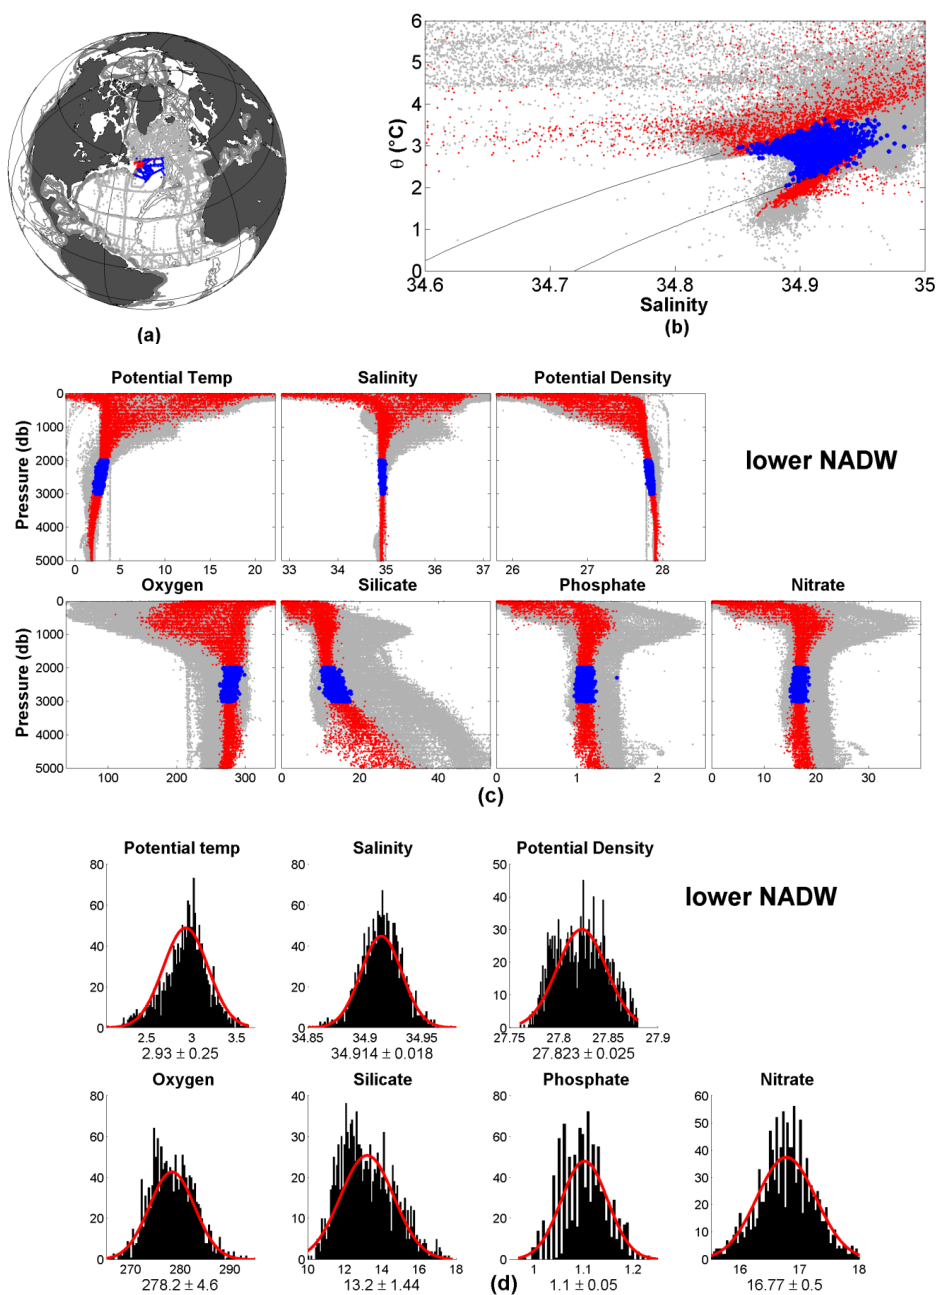 (a)
6
5
4
3
2
1
0
θ (°C)
34.6 34.7 34.8 34.9 35
Salinity
(b)
Potential Temp Salinity Potential Density
0
1000
2000
3000
4000
5000
Pressure (db)
0 5 10 15 20
33 34 35 36 37
26 27 28
lower NADW
Oxygen Silicate Phosphate Nitrate
0
1000
2000
3000
4000
5000
Pressure (db)
100 200 300
0 20 40
0 1 2
0 10 20 30
(c)
Potential temp Salinity Potential Density
lower NADW
80
60
40
20
0
2.5 3 3.5
2.93 ± 0.25
80
60
40
20
0
34.85 34.9 34.95
34.914 ± 0.018
50
40
30
20
10
0
27.75 27.8 27.85 27.9
27.823 ± 0.025
Oxygen Silicate Phosphate Nitrate
80
60
40
20
0
270 280 290
278.2 ± 4.6
40
30
20
10
0
10 12 14 16 18
13.2 ± 1.44
80
60
40
20
0
1 1.1 1.2
1.1 ± 0.05
60
50
40
30
20
10
0
16 17 18
16.77 ± 0.5
(d)